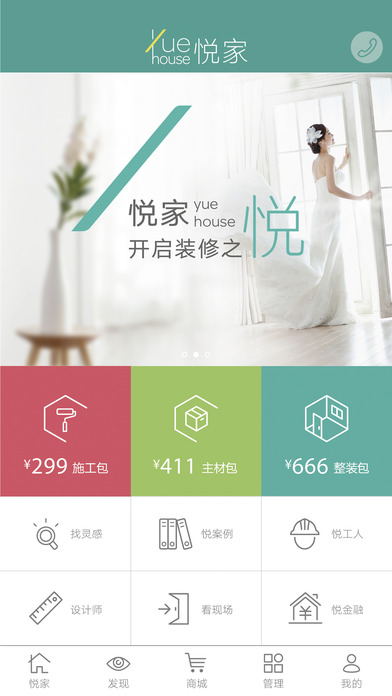 Yue
house 悦家
悦家 yue house
开启装修之悦
¥299 施工包
¥411 主材包
¥666 整装包
找灵感
悦案例
悦工人
设计师
看现场
悦金融
悦家
发现
商城
管理
我的